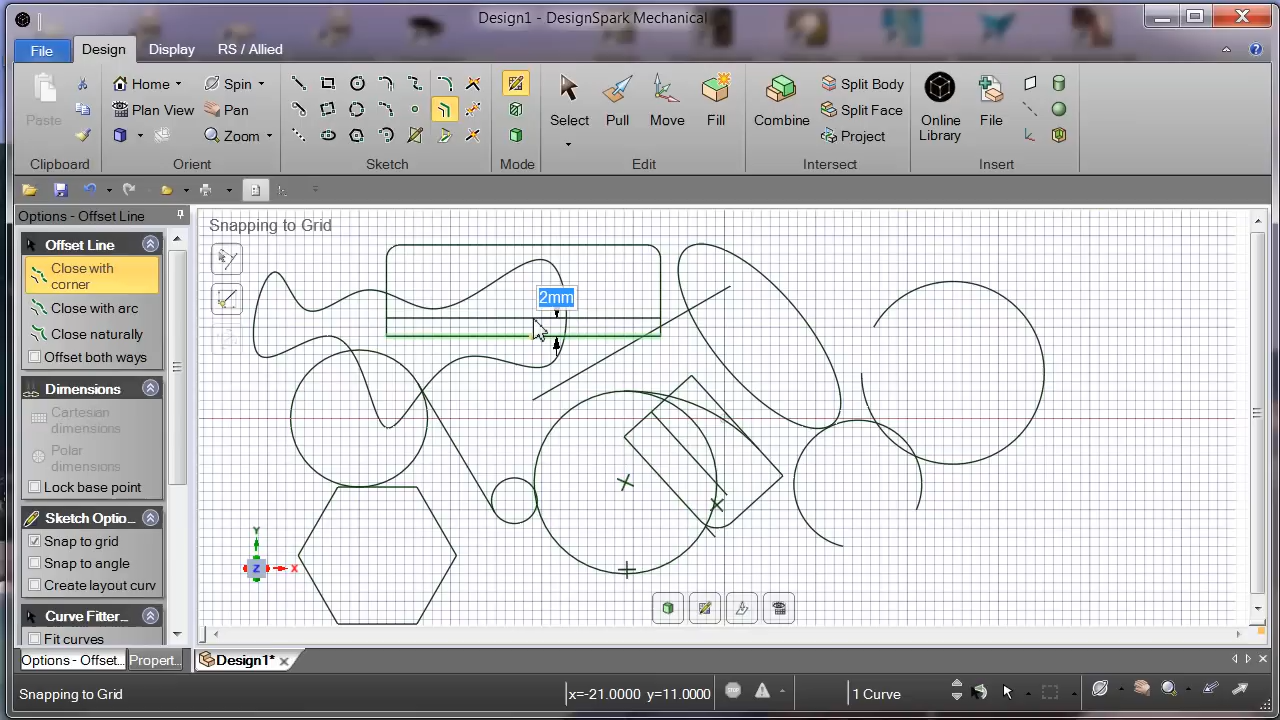 Design1 - DesignSpark Mechanical
File
Design
Display
RS / Allied
Paste
Home
Plan View
Spin
Pan
Zoom
Select
Pull
Move
Fill
Combine
Split Body
Split Face
Project
Online
Library
File
Clipboard
Orient
Sketch
Mode
Edit
Intersect
Insert
Options - Offset Line
Offset Line
Close with
corner
Close with arc
Close naturally
Offset both ways
Dimensions
Cartesian
dimensions
Polar
dimensions
Lock base point
Sketch Optio...
Snap to grid
Snap to angle
Create layout curv
Curve Fitter...
Fit curves
Options - Offset...
Propert...
Snapping to Grid
2mm
Y
Z
X
Design1*
Snapping to Grid
x=-21.0000 y=11.0000
1 Curve